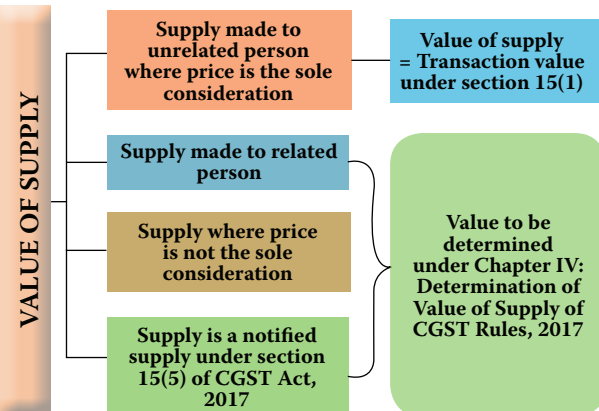 VALUE OF SUPPLY
Supply made to
unrelated person
where price is the sole
consideration
Value of supply
= Transaction value
under section 15(1)
Supply made to related
person
Supply where price
is not the sole
consideration
Supply is a notified
supply under section
15(5) of CGST Act,
2017
Value to be
determined
under Chapter IV:
Determination of
Value of Supply of
CGST Rules, 2017